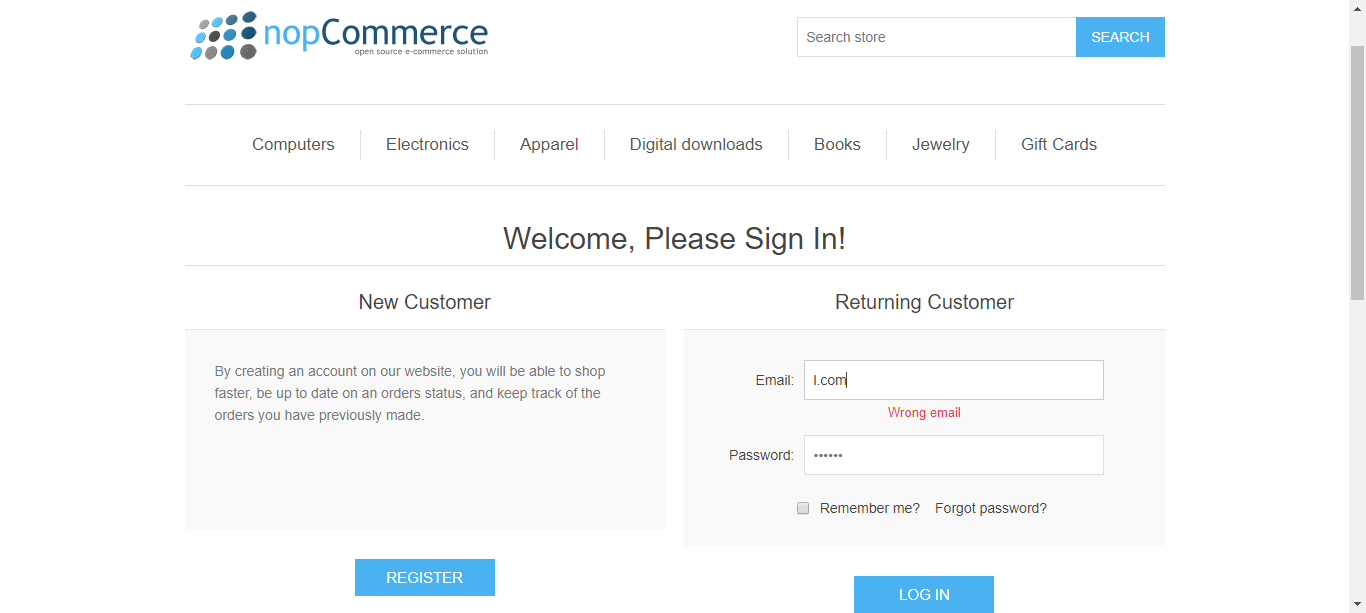 nopCommerce
open source e-commerce solution
Search store
SEARCH
Computers
Electronics
Apparel
Digital downloads
Books
Jewelry
Gift Cards
Welcome, Please Sign In!
New Customer
By creating an account on our website, you will be able to shop
faster, be up to date on an orders status, and keep track of the
orders you have previously made.
REGISTER
Returning Customer
Email:
l.com
Wrong email
Password:
••••••
Remember me?
Forgot password?
LOG IN